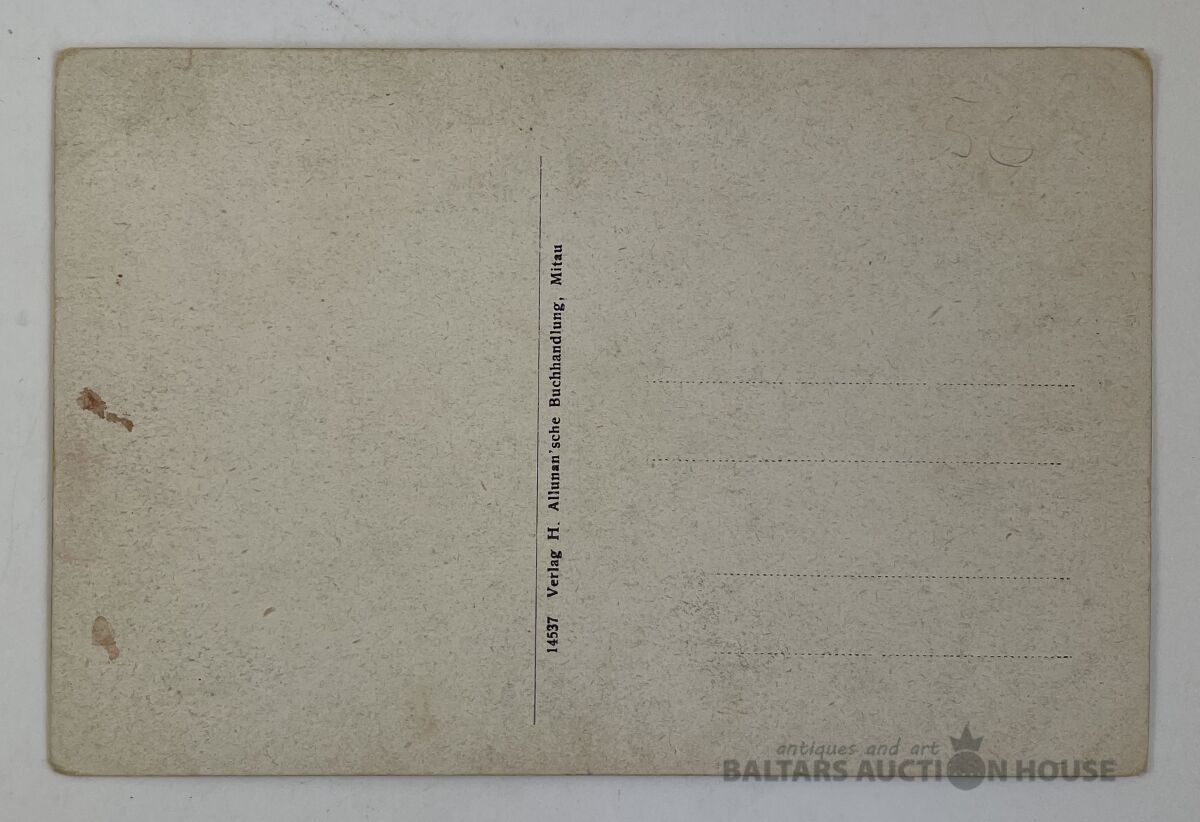 14537 Verlag H. Allunan'sche Buchhandlung, Mitau
antiques and art
BALTARS AUCTION HOUSE